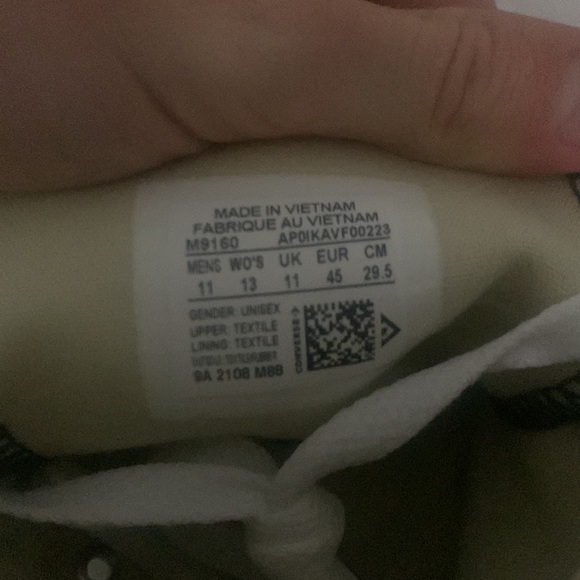 MADE IN VIETNAM
FABRIQUE AU VIETNAM
M9160 AP0IKAVF00223
MENS WO'S UK EUR CM
11 13 11 45 29.5
GENDER: UNISEX
UPPER: TEXTILE
LINING: TEXTILE
9A 2108 M88
CONVERSE